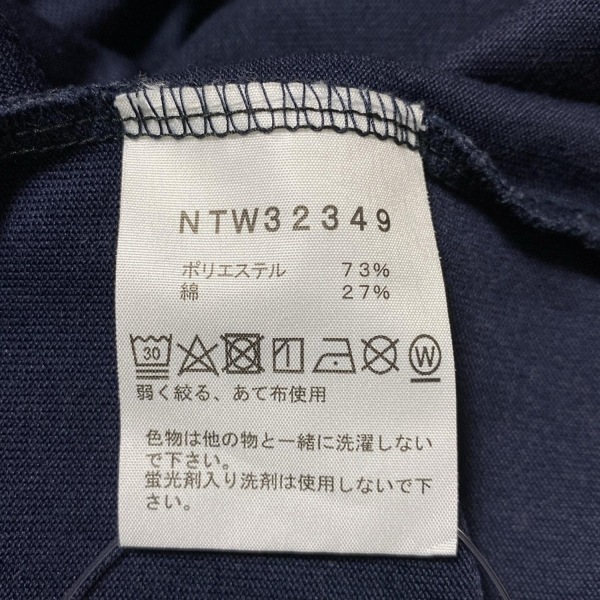 NTW32349
ポリエステル 73%
綿 27%
30 W
弱く絞る、あて布使用
色物は他の物と一緒に洗濯しない
で下さい。
蛍光剤入り洗剤は使用しないで下
さい。